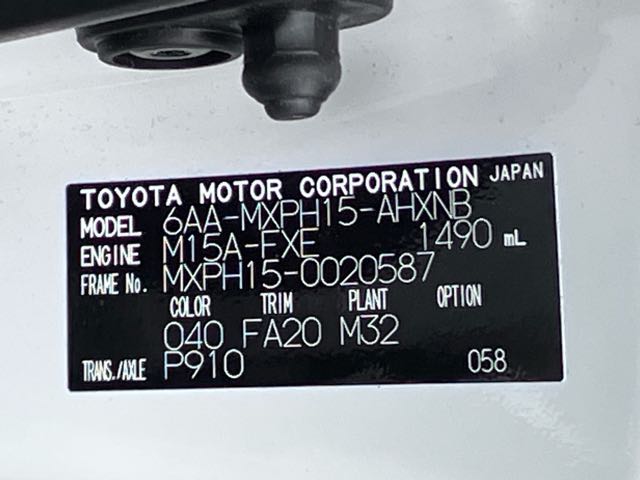 TOYOTA MOTOR CORPORATION JAPAN
MODEL 6AA-MXPH15-AHXNB
ENGINE M15A-FXE 1490 mL
FRAME No. MXPH15-0020587
COLOR TRIM PLANT OPTION
040 FA20 M32
TRANS./AXLE P910 058